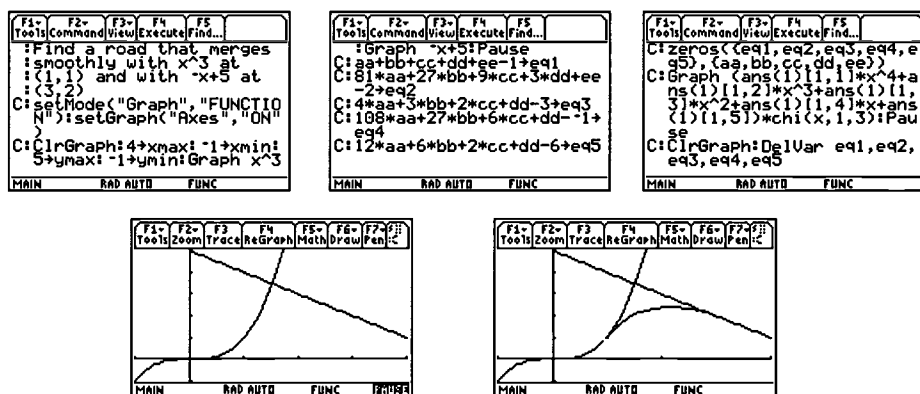 F1▾ F2▾ F3▾ F4 F5
Tools Command View Execute Find...
:Find a road that merges
:smoothly with x^3 at
:(1,1) and with ⁻x+5 at
:(3,2)
C:setMode("Graph","FUNCTIO
N"):setGraph("Axes","ON"
)
C:ClrGraph:4→xmax:⁻1→xmin:
5→ymax:⁻1→ymin:Graph x^3
MAIN RAD AUTO FUNC
F1▾ F2▾ F3▾ F4 F5
Tools Command View Execute Find...
:Graph ⁻x+5:Pause
C:aa+bb+cc+dd+ee-1→eq1
C:81*aa+27*bb+9*cc+3*dd+ee
-2→eq2
C:4*aa+3*bb+2*cc+dd-3→eq3
C:108*aa+27*bb+6*cc+dd-⁻1→
eq4
C:12*aa+6*bb+2*cc+dd-6→eq5
MAIN RAD AUTO FUNC
F1▾ F2▾ F3▾ F4 F5
Tools Command View Execute Find...
C:zeros({eq1,eq2,eq3,eq4,e
q5},{aa,bb,cc,dd,ee})
C:Graph (ans(1)[1,1]*x^4+a
ns(1)[1,2]*x^3+ans(1)[1,
3]*x^2+ans(1)[1,4]*x+ans
(1)[1,5])*chi(x,1,3):Pau
se
C:ClrGraph:DelVar eq1,eq2,
eq3,eq4,eq5
MAIN RAD AUTO FUNC
F1▾ F2▾ F3 F4 F5▾ F6▾ F7▾
Tools Zoom Trace ReGraph Math Draw Pen :C
MAIN RAD AUTO FUNC PAUSE
F1▾ F2▾ F3 F4 F5▾ F6▾ F7▾
Tools Zoom Trace ReGraph Math Draw Pen :C
MAIN RAD AUTO FUNC